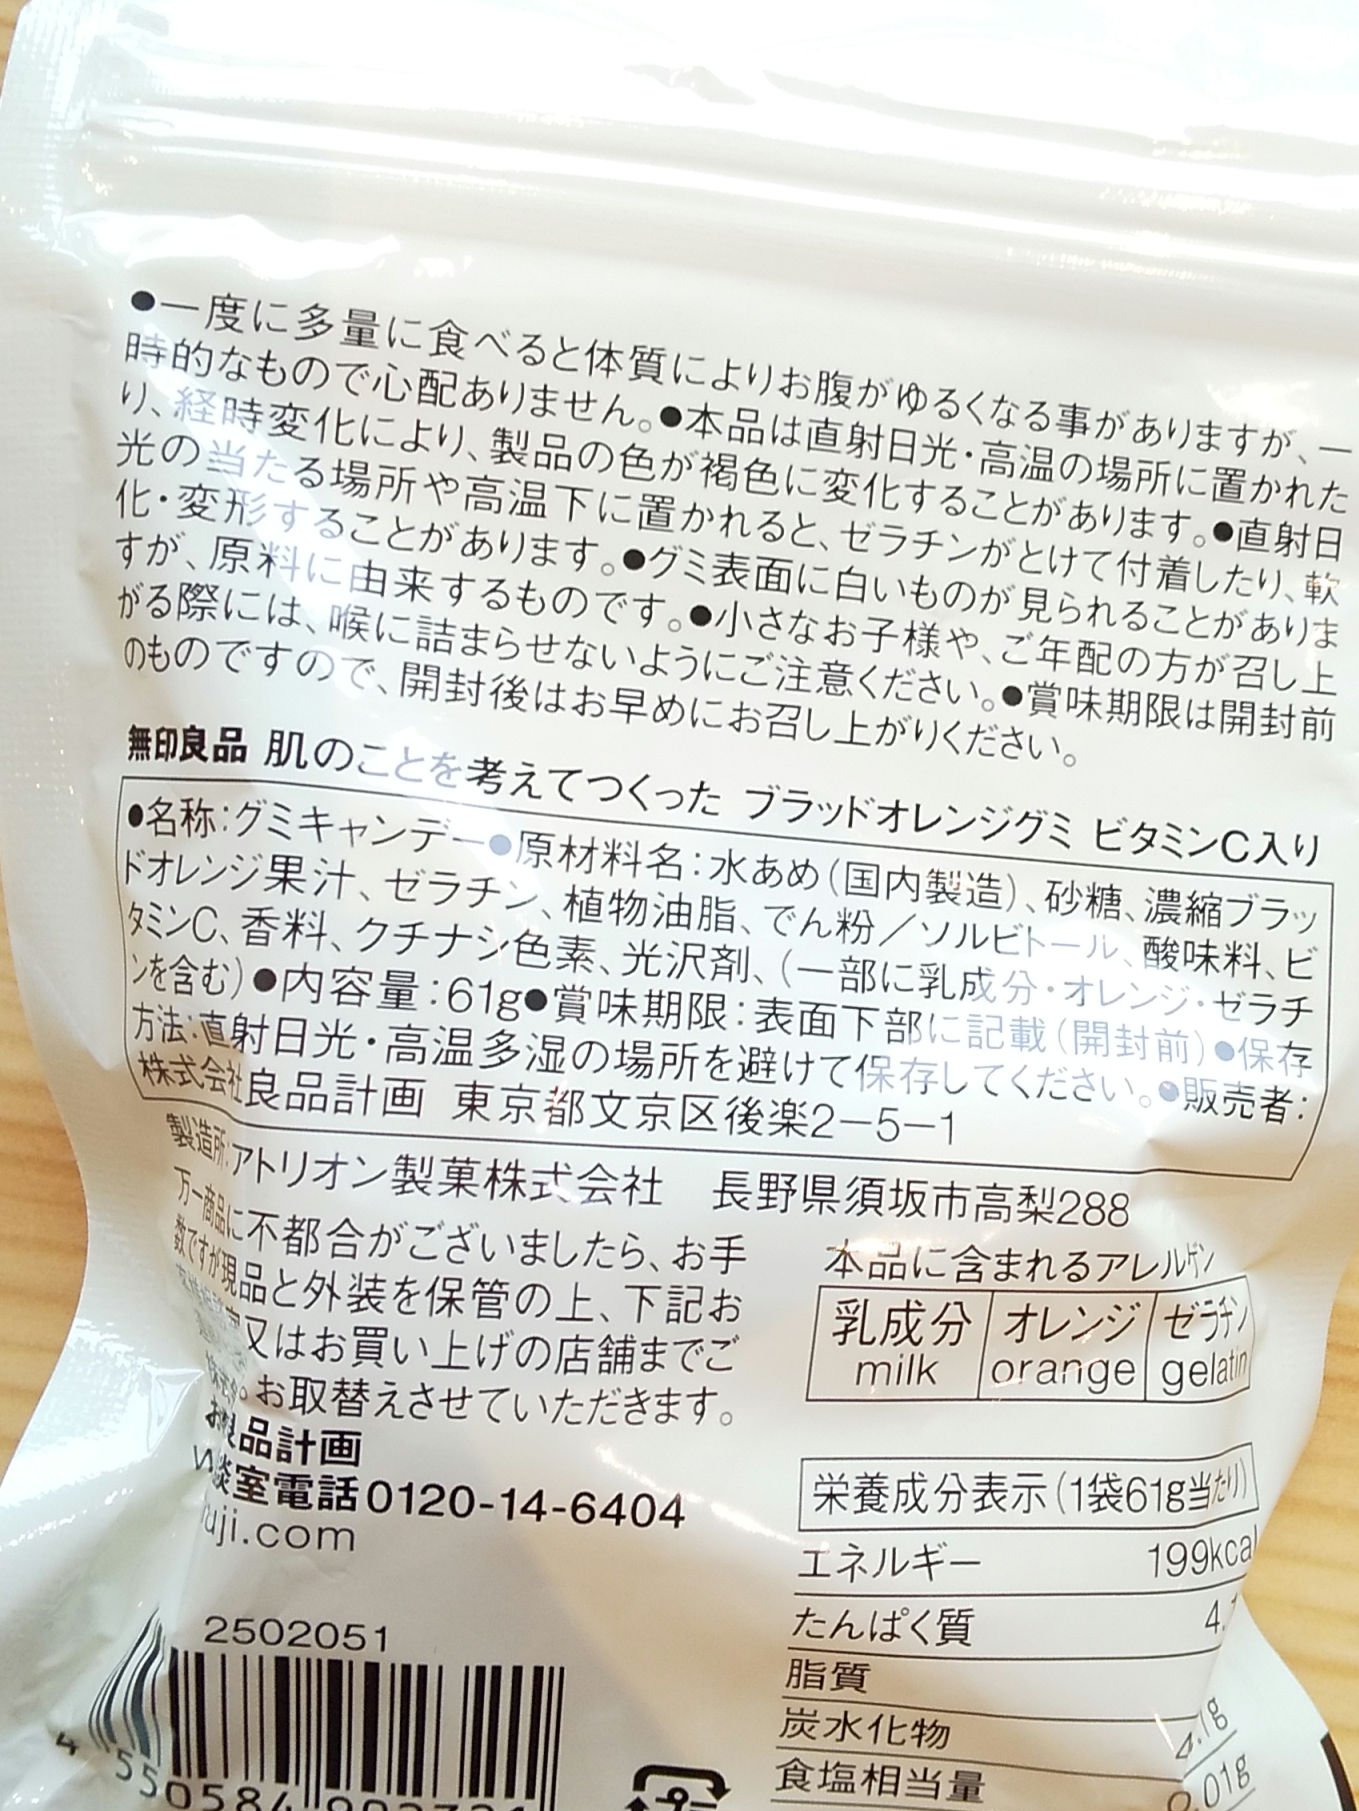 ●一度に多量に食べると体質によりお腹がゆるくなる事がありますが、一
時的なもので心配ありません。●本品は直射日光・高温の場所に置かれた
り、経時変化により、製品の色が褐色に変化することがあります。●直射日
光の当たる場所や高温下に置かれると、ゼラチンがとけて付着したり、軟
化・変形することがあります。●グミ表面に白いものが見られることがありま
すが、原料に由来するものです。●小さなお子様や、ご年配の方が召し上
がる際には、喉に詰まらせないようにご注意ください。●賞味期限は開封前
のものですので、開封後はお早めにお召し上がりください。
無印良品 肌のことを考えてつくった ブラッドオレンジグミ ビタミンC入り
●名称:グミキャンデー●原材料名:水あめ(国内製造)、砂糖、濃縮ブラッ
ドオレンジ果汁、ゼラチン、植物油脂、でん粉/ソルビトール、酸味料、ビ
タミンC、香料、クチナシ色素、光沢剤、(一部に乳成分・オレンジ・ゼラチ
ンを含む)●内容量:61g●賞味期限:表面下部に記載(開封前)●保存
方法:直射日光・高温多湿の場所を避けて保存してください。●販売者:
株式会社良品計画 東京都文京区後楽2-5-1
製造所:アトリオン製菓株式会社 長野県須坂市高梨288
万一商品に不都合がございましたら、お手
数ですが現品と外装を保管の上、下記お
又はお買い上げの店舗までご
お取替えさせていただきます。
良品計画
談室電話0120-14-6404
uji.com
2502051
本品に含まれるアレルゲン
乳成分 オレンジ ゼラチン
milk orange gelatin
栄養成分表示(1袋61g当たり)
エネルギー 199kcal
たんぱく質 4.
脂質
炭水化物 .1g
食塩相当量 0.01g